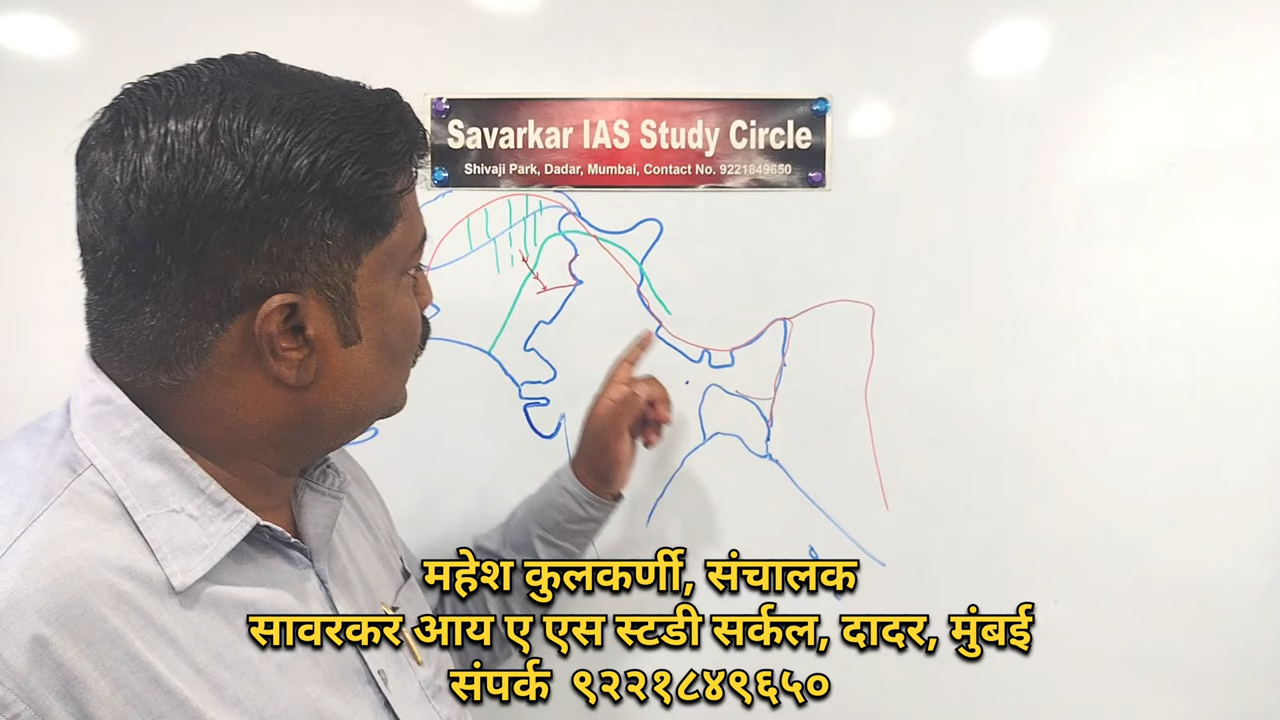 Savarkar IAS Study Circle
Shivaji Park, Dadar, Mumbai, Contact No. 9221849650
महेश कुलकर्णी, संचालक
सावरकर आय ए एस स्टडी सर्कल, दादर, मुंबई
संपर्क ९२२१८४९६५०